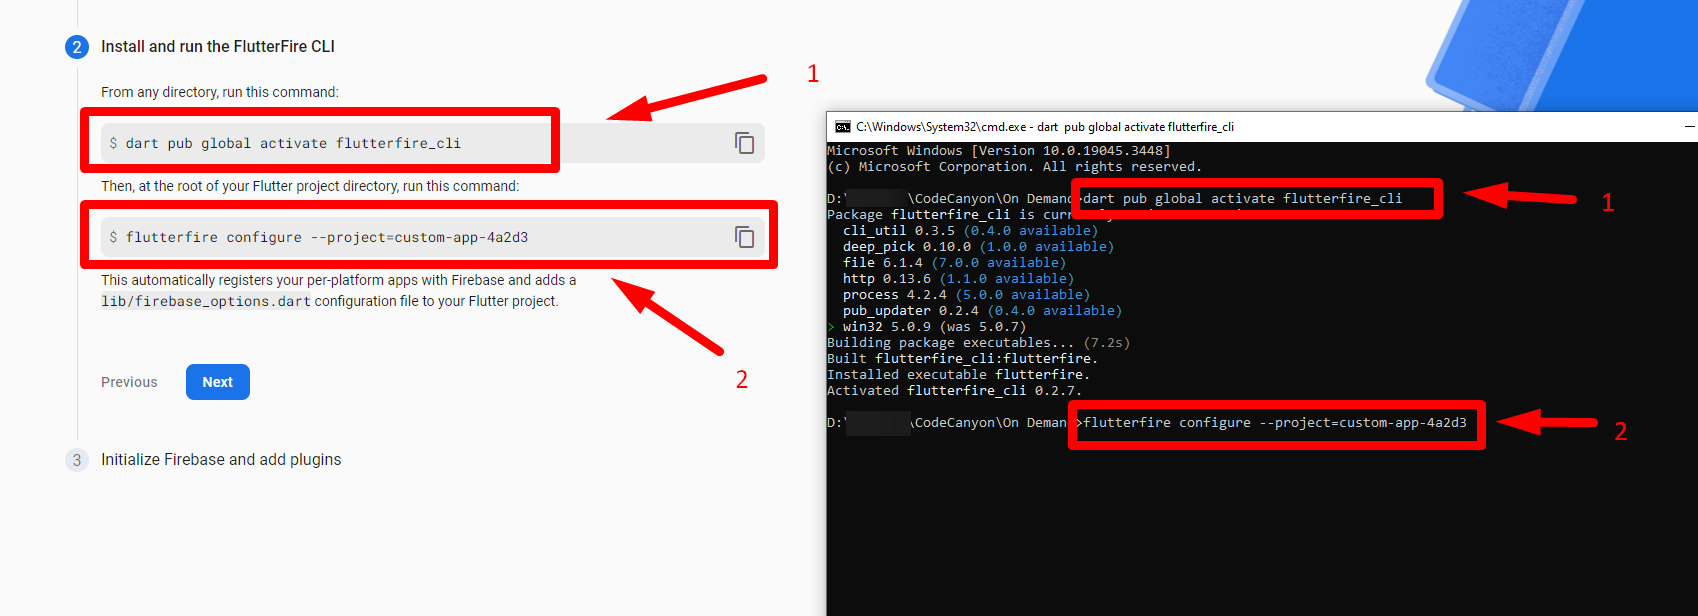 2 Install and run the FlutterFire CLI
From any directory, run this command:
$ dart pub global activate flutterfire_cli
1
Then, at the root of your Flutter project directory, run this command:
$ flutterfire configure --project=custom-app-4a2d3
This automatically registers your per-platform apps with Firebase and adds a
lib/firebase_options.dart configuration file to your Flutter project.
2
Previous Next
3 Initialize Firebase and add plugins
C:\Windows\System32\cmd.exe - dart pub global activate flutterfire_cli
Microsoft Windows [Version 10.0.19045.3448]
(c) Microsoft Corporation. All rights reserved.
D:\ \CodeCanyon\On Demand>dart pub global activate flutterfire_cli
1
Package flutterfire_cli is
cli_util 0.3.5 (0.4.0 available)
deep_pick 0.10.0 (1.0.0 available)
file 6.1.4 (7.0.0 available)
http 0.13.6 (1.1.0 available)
process 4.2.4 (5.0.0 available)
pub_updater 0.2.4 (0.4.0 available)
> win32 5.0.9 (was 5.0.7)
Building package executables... (7.2s)
Built flutterfire_cli:flutterfire.
Installed executable flutterfire.
Activated flutterfire_cli 0.2.7.
D:\ \CodeCanyon\On Demand>flutterfire configure --project=custom-app-4a2d3
2